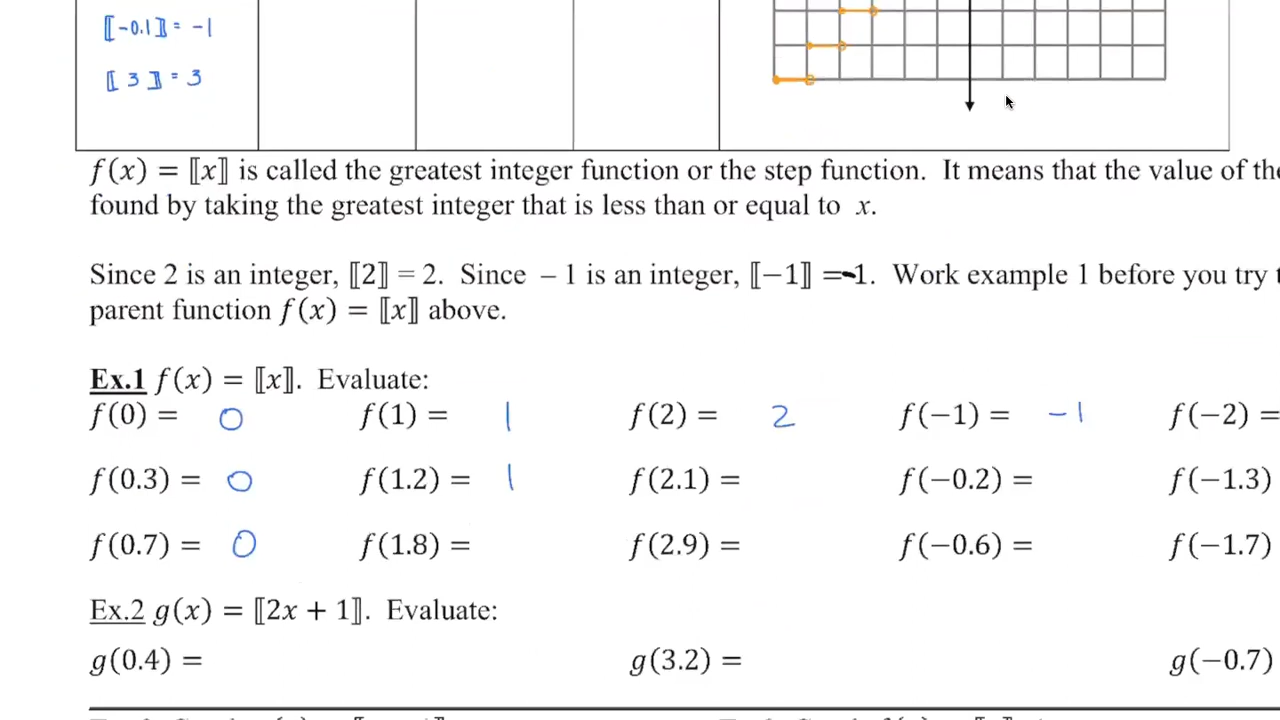 ⟦-0.1⟧ = -1
⟦ 3 ⟧ = 3
f(x) = ⟦x⟧ is called the greatest integer function or the step function. It means that the value of the
found by taking the greatest integer that is less than or equal to x.
Since 2 is an integer, ⟦2⟧ = 2. Since – 1 is an integer, ⟦−1⟧ =-1. Work example 1 before you try t
parent function f(x) = ⟦x⟧ above.
Ex.1 f(x) = ⟦x⟧. Evaluate:
f(0) = 0 f(1) = 1 f(2) = 2 f(−1) = -1 f(−2) =
f(0.3) = 0 f(1.2) = 1 f(2.1) = f(−0.2) = f(−1.3)
f(0.7) = 0 f(1.8) = f(2.9) = f(−0.6) = f(−1.7)
Ex.2 g(x) = ⟦2x + 1⟧. Evaluate:
g(0.4) = g(3.2) = g(−0.7)